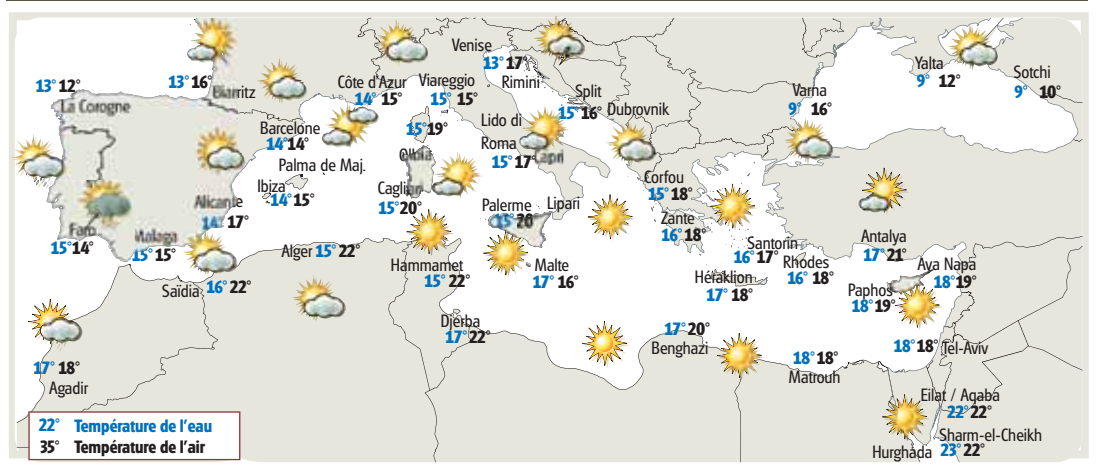 Venise
13° 17°
Rimini
Yalta
9° 12°
Sotchi
9° 10°
13° 12°
La Corogne
13° 16°
Biarritz
Côte d'Azur
14° 15°
Viareggio
15° 15°
Split
15° 16°
Dubrovnik
Varna
9° 16°
Barcelone
14° 14°
15° 19°
Olbia
Lido di
Roma
15° 17°
Capri
Palma de Maj.
Ibiza
14° 15°
Cagliari
15° 20°
Corfou
15° 18°
Alicante
14° 17°
Palerme
15° 20°
Lipari
Zante
16° 18°
Faro
15° 14°
Malaga
15° 15°
Alger 15° 22°
Santorin
16° 17°
Antalya
17° 21°
Hammamet
15° 22°
Malte
17° 16°
Rhodes
16° 18°
Héraklion
17° 18°
Aya Napa
18° 19°
Saïdia
16° 22°
Paphos
18° 19°
Djerba
17° 22°
17° 20°
Benghazi
18° 18°
Tel-Aviv
18° 18°
Matrouh
17° 18°
Agadir
Eilat / Aqaba
22° 22°
Sharm-el-Cheikh
23° 22°
Hurghada
22° Température de l'eau
35° Température de l'air